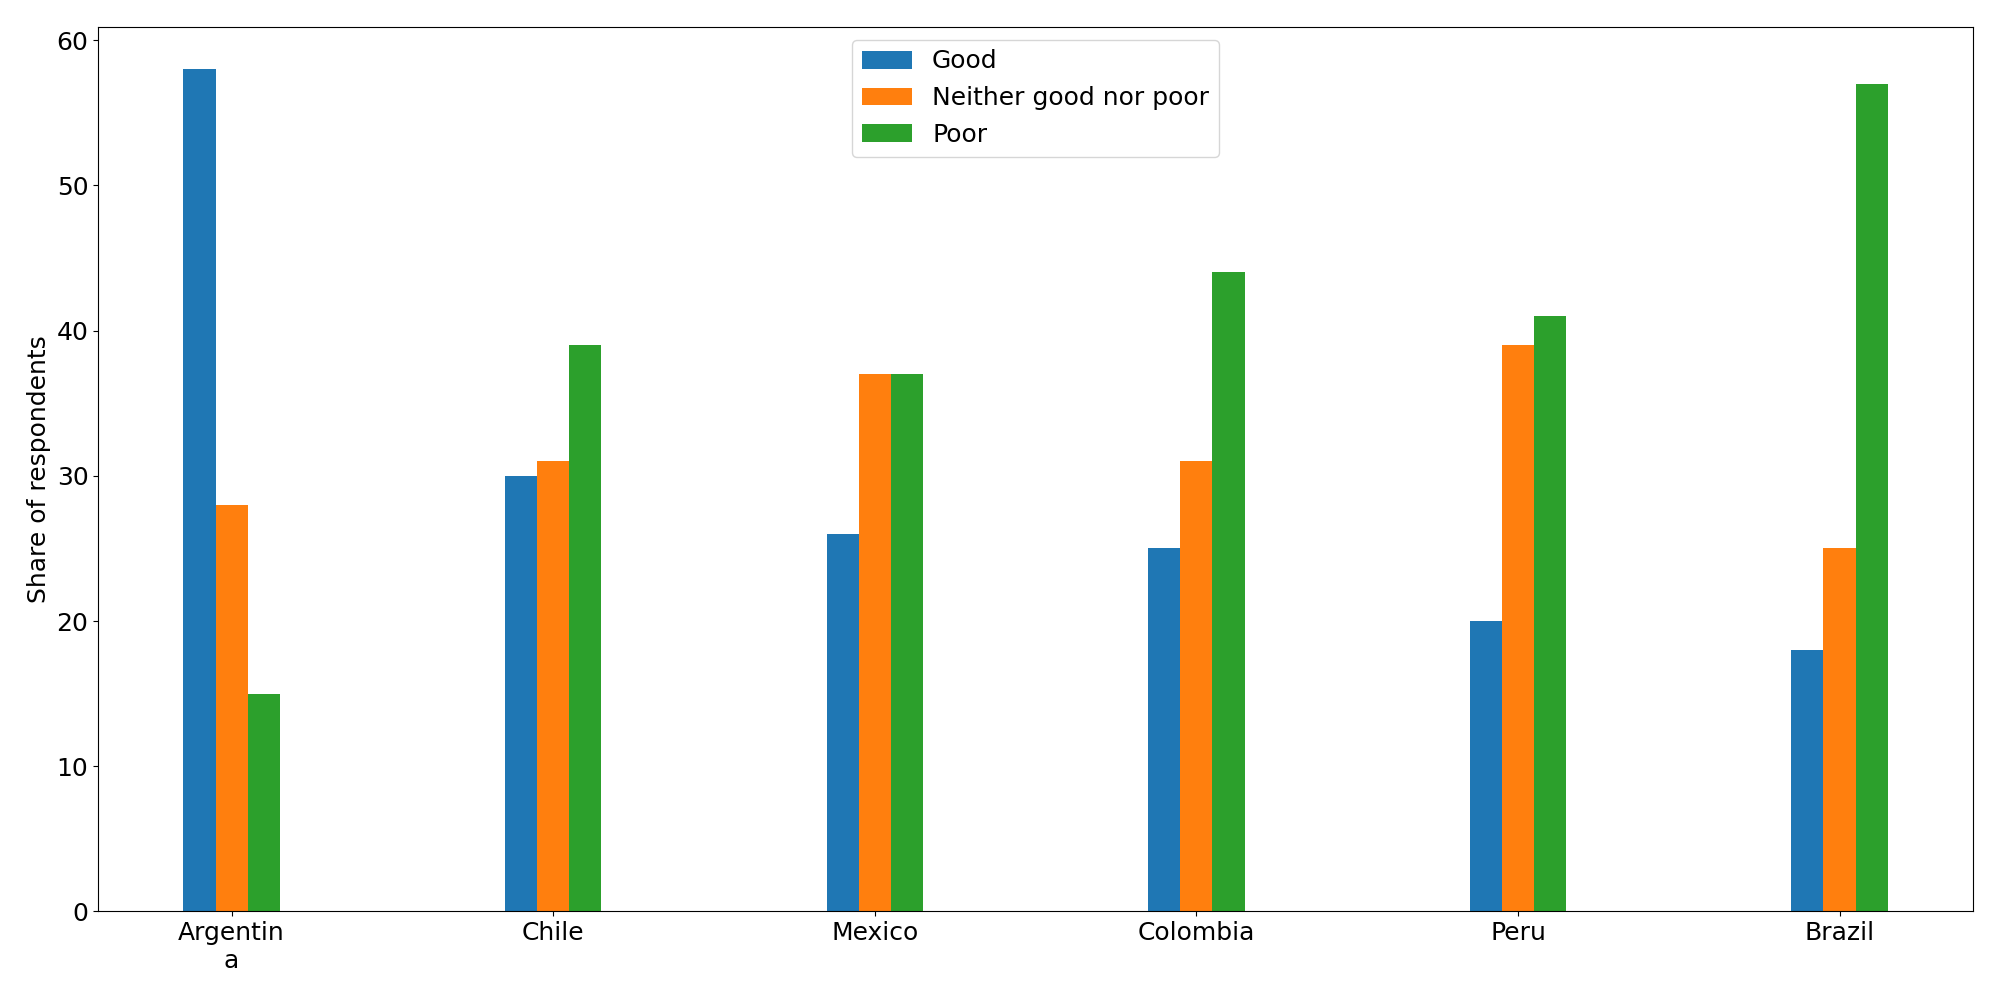 Good
Neither good nor poor
Poor
Share of respondents
60
50
40
30
20
10
0
Argentin
a
Chile
Mexico
Colombia
Peru
Brazil